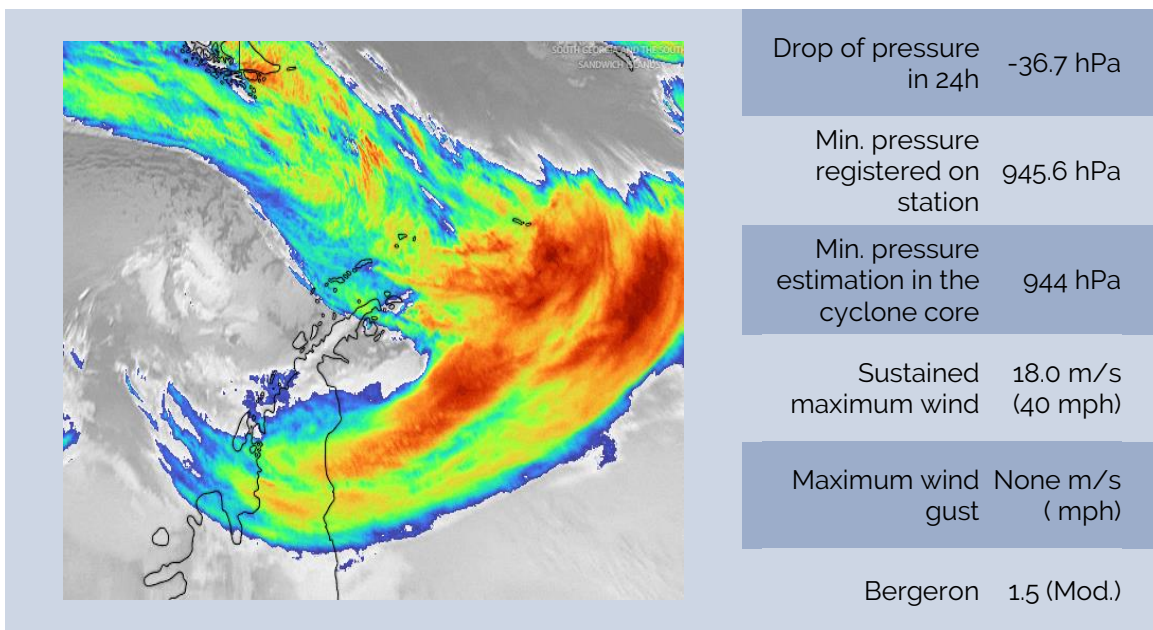 SOUTH GEORGIA AND THE SOUTH
SANDWICH ISLANDS
Drop of pressure
in 24h
-36.7 hPa
Min. pressure
registered on
station
945.6 hPa
Min. pressure
estimation in the
cyclone core
944 hPa
Sustained
maximum wind
18.0 m/s
(40 mph)
Maximum wind
gust
None m/s
( mph)
Bergeron
1.5 (Mod.)